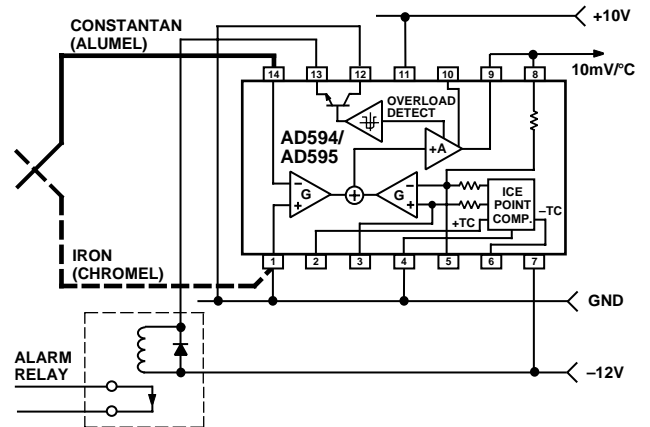 CONSTANTAN
(ALUMEL)
+10V
10mV/°C
14 13 12 11 10 9 8
OVERLOAD
DETECT
AD594/
AD595
+A
G
G
ICE
POINT
COMP.
–TC
+TC
IRON
(CHROMEL)
1 2 3 4 5 6 7
GND
ALARM
RELAY
–12V